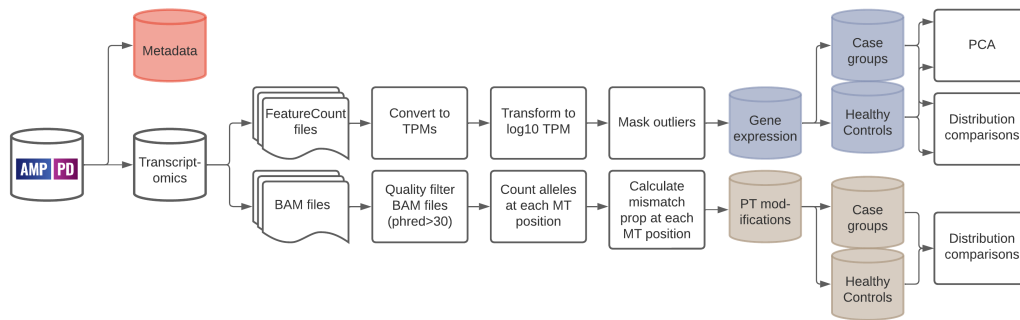 AMP PD
Metadata
Transcript-
omics
FeatureCount
files
Convert to
TPMs
Transform to
log10 TPM
Mask outliers
Gene
expression
Case
groups
Healthy
Controls
PCA
Distribution
comparisons
BAM files
Quality filter
BAM files
(phred>30)
Count alleles
at each MT
position
Calculate
mismatch
prop at each
MT position
PT mod-
ifications
Case
groups
Healthy
Controls
Distribution
comparisons